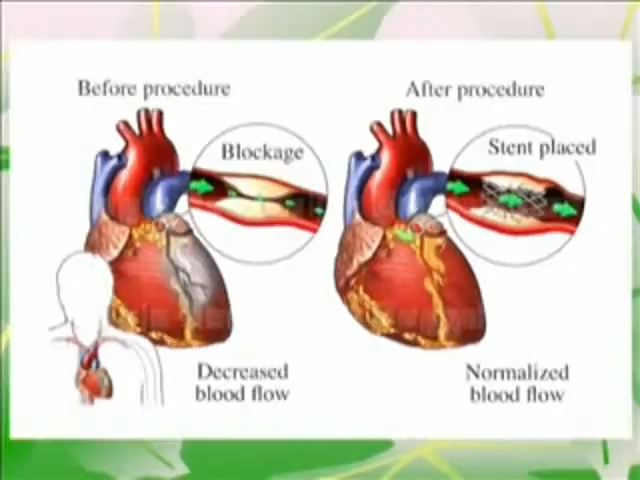 Before procedure
After procedure
Blockage
Stent placed
Decreased
blood flow
Normalized
blood flow